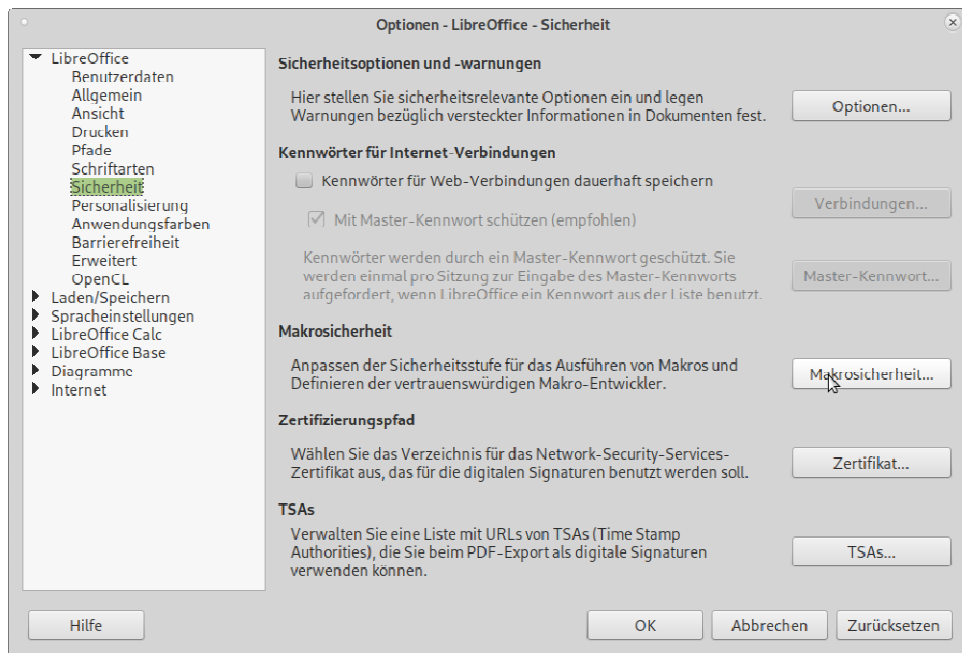 Optionen - LibreOffice - Sicherheit
LibreOffice
Benutzerdaten
Allgemein
Ansicht
Drucken
Pfade
Schriftarten
Sicherheit
Personalisierung
Anwendungsfarben
Barrierefreiheit
Erweitert
OpenCL
Laden/Speichern
Spracheinstellungen
LibreOffice Calc
LibreOffice Base
Diagramme
Internet
Sicherheitsoptionen und -warnungen
Hier stellen Sie sicherheitsrelevante Optionen ein und legen
Warnungen bezüglich versteckter Informationen in Dokumenten fest.
Optionen...
Kennwörter für Internet-Verbindungen
Kennwörter für Web-Verbindungen dauerhaft speichern
Verbindungen...
Mit Master-Kennwort schützen (empfohlen)
Kennwörter werden durch ein Master-Kennwort geschützt. Sie
werden einmal pro Sitzung zur Eingabe des Master-Kennworts
aufgefordert, wenn LibreOffice ein Kennwort aus der Liste benutzt.
Master-Kennwort...
Makrosicherheit
Anpassen der Sicherheitsstufe für das Ausführen von Makros und
Definieren der vertrauenswürdigen Makro-Entwickler.
Makrosicherheit...
Zertifizierungspfad
Wählen Sie das Verzeichnis für das Network-Security-Services-
Zertifikat aus, das für die digitalen Signaturen benutzt werden soll.
Zertifikat...
TSAs
Verwalten Sie eine Liste mit URLs von TSAs (Time Stamp
Authorities), die Sie beim PDF-Export als digitale Signaturen
verwenden können.
TSAs...
Hilfe
OK
Abbrechen
Zurücksetzen